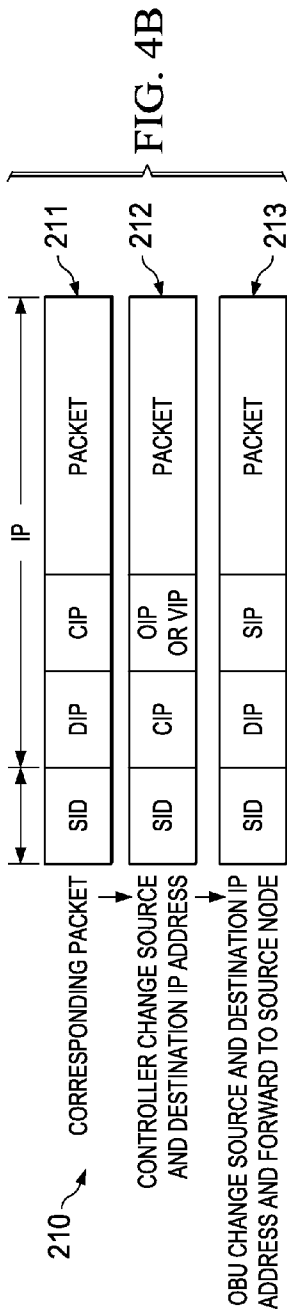 210
IP
CORRESPONDING PACKET
SID
DIP
CIP
PACKET
211
CONTROLLER CHANGE SOURCE
AND DESTINATION IP ADDRESS
SID
CIP
OIP
OR VIP
PACKET
212
OBU CHANGE SOURCE AND DESTINATION IP
ADDRESS AND FORWARD TO SOURCE NODE
SID
DIP
SIP
PACKET
213
FIG. 4B